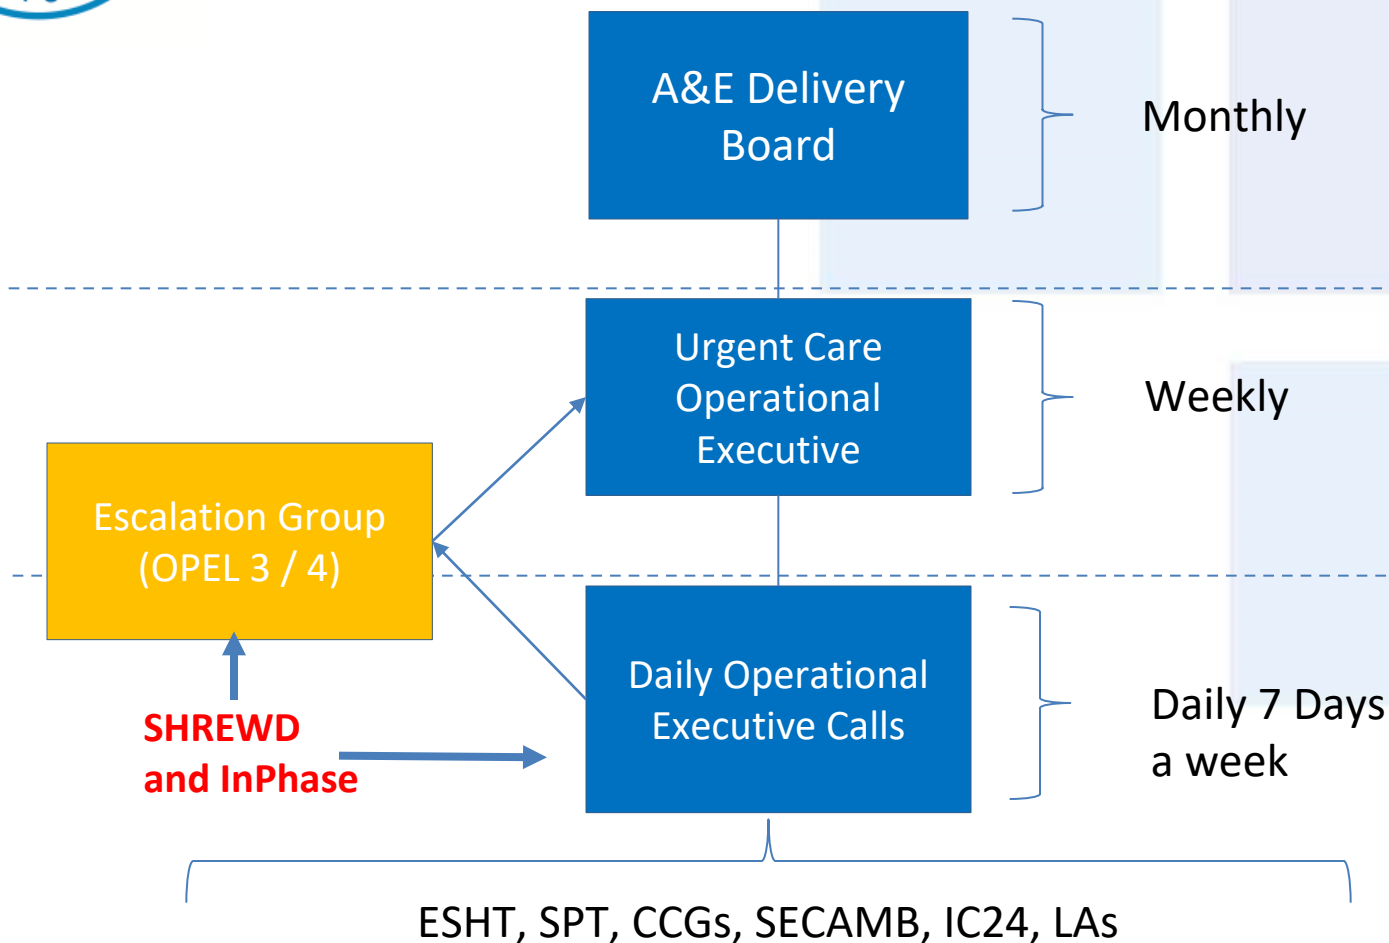 A&E Delivery
Board
Monthly
Urgent Care
Operational
Executive
Weekly
Escalation Group
(OPEL 3 / 4)
SHREWD
and InPhase
Daily Operational
Executive Calls
Daily 7 Days
a week
ESHT, SPT, CCGs, SECAMB, IC24, LAs